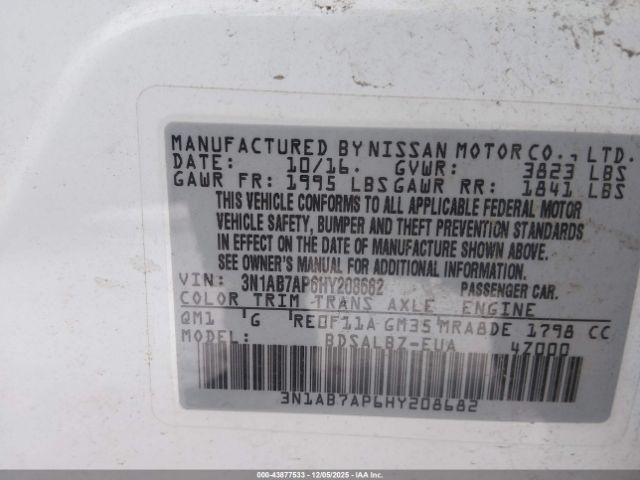 MANUFACTURED BY NISSAN MOTOR CO., LTD.
DATE: 10/16. GVWR: 3823 LBS
GAWR FR: 1995 LBS GAWR RR: 1841 LBS
THIS VEHICLE CONFORMS TO ALL APPLICABLE FEDERAL MOTOR
VEHICLE SAFETY, BUMPER AND THEFT PREVENTION STANDARDS
IN EFFECT ON THE DATE OF MANUFACTURE SHOWN ABOVE.
SEE OWNER'S MANUAL FOR ADDITIONAL INFORMATION.
VIN: 3N1AB7AP6HY208682 PASSENGER CAR.
COLOR TRIM TRANS AXLE ENGINE
QM1 G RE0F11A GM35 MRA8DE 1798 CC
MODEL: BDSALBZ-EUA 47000
3N1AB7AP6HY208682
000-43877533 - 12/05/2025 - IAAI.com